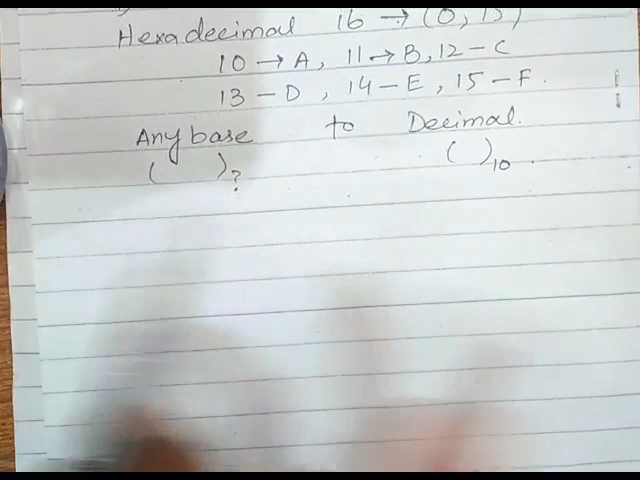 Hexadecimal 16 → (0, 15)
10 → A, 11 → B, 12 - C
13 - D, 14 - E, 15 - F.
Any base to Decimal.
( )? ( )10.